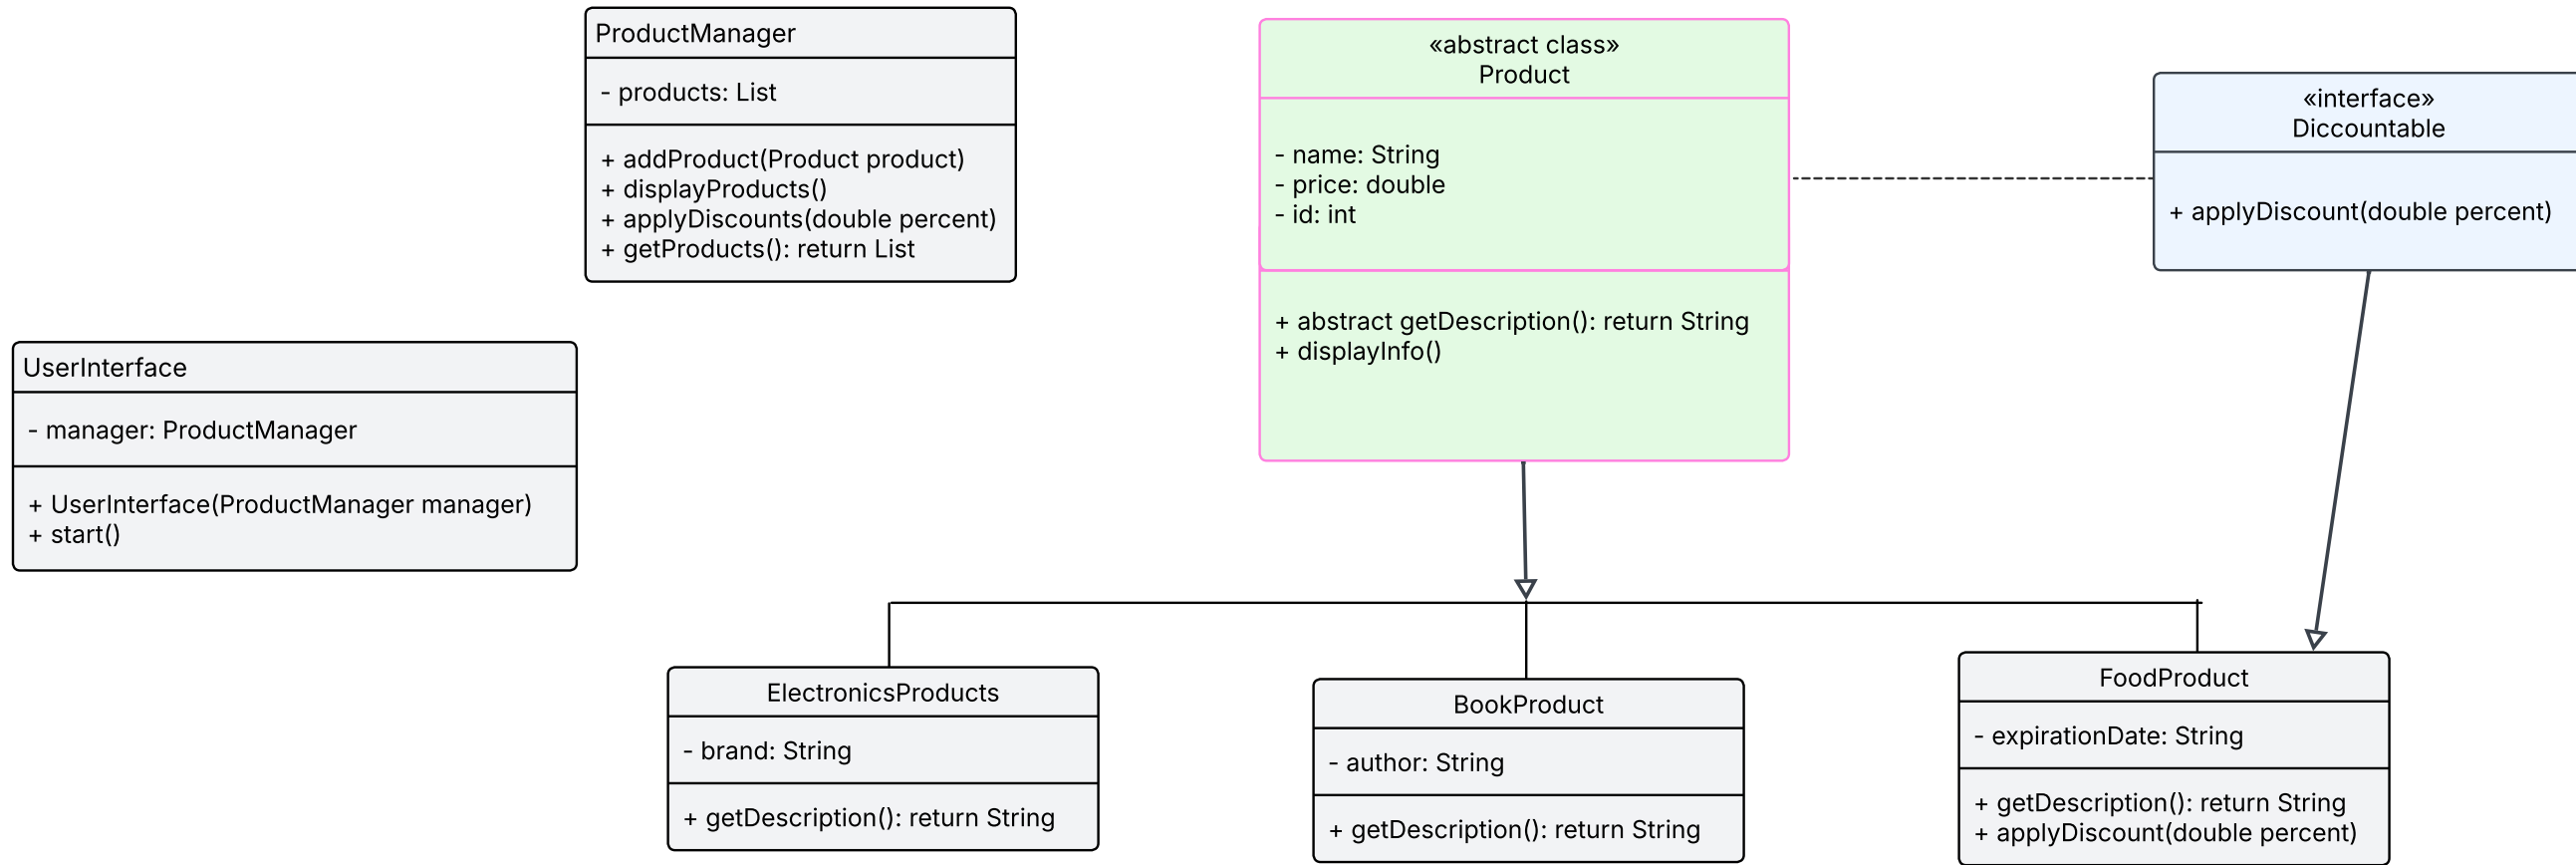 ProductManager
- products: List
+ addProduct(Product product)
+ displayProducts()
+ applyDiscounts(double percent)
+ getProducts(): return List
«abstract class»
Product
- name: String
- price: double
- id: int
+ abstract getDescription(): return String
+ displayInfo()
«interface»
Diccountable
+ applyDiscount(double percent)
UserInterface
- manager: ProductManager
+ UserInterface(ProductManager manager)
+ start()
ElectronicsProducts
- brand: String
+ getDescription(): return String
BookProduct
- author: String
+ getDescription(): return String
FoodProduct
- expirationDate: String
+ getDescription(): return String
+ applyDiscount(double percent)